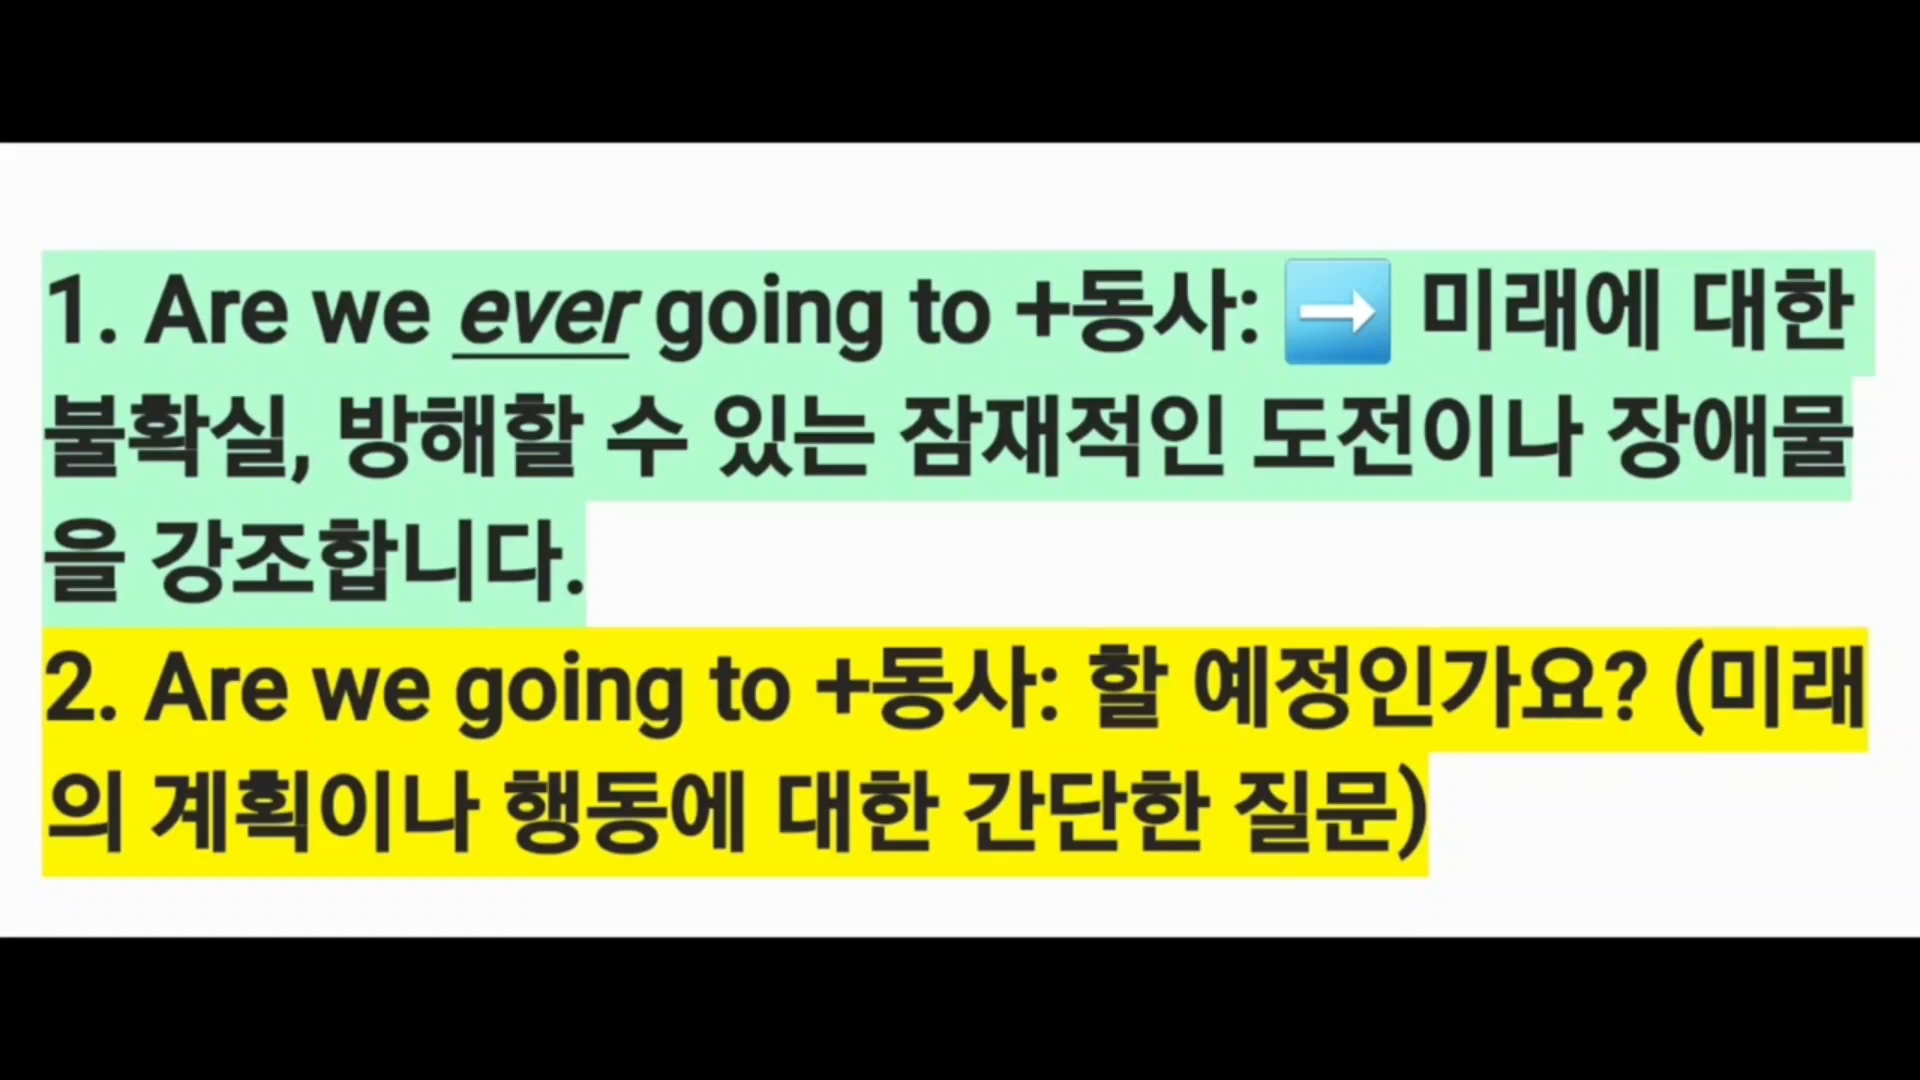 1. Are we ever going to +동사: ➡️ 미래에 대한
불확실, 방해할 수 있는 잠재적인 도전이나 장애물
을 강조합니다.
2. Are we going to +동사: 할 예정인가요? (미래
의 계획이나 행동에 대한 간단한 질문)